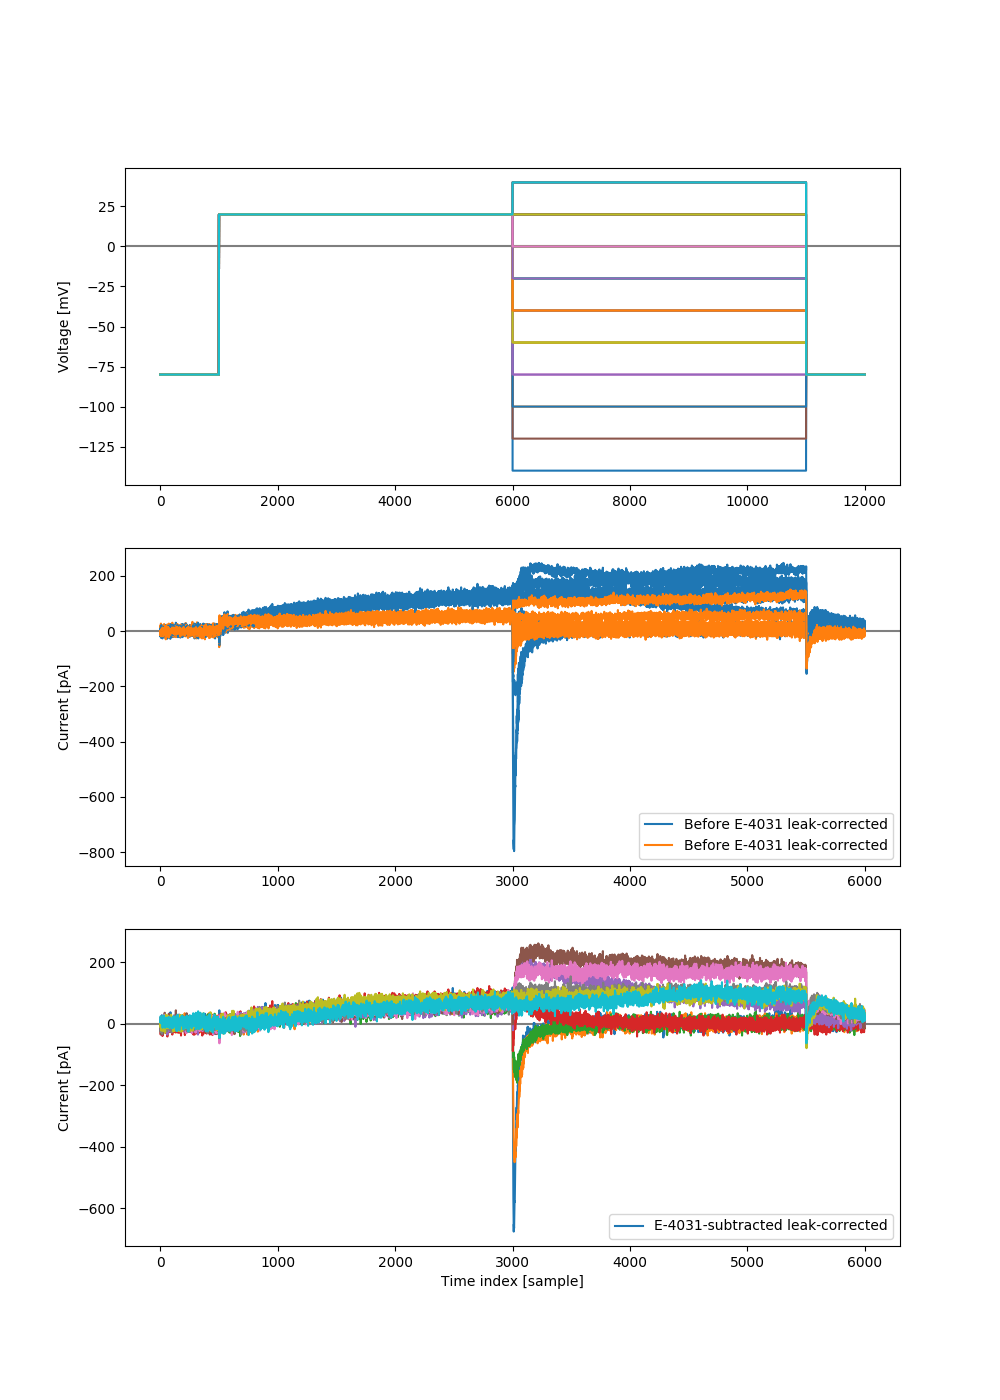 25
0
−25
−50
−75
−100
−125
Voltage [mV]
0 2000 4000 6000 8000 10000 12000
200
0
−200
−400
−600
−800
Current [pA]
Before E-4031 leak-corrected
Before E-4031 leak-corrected
0 1000 2000 3000 4000 5000 6000
200
0
−200
−400
−600
Current [pA]
E-4031-subtracted leak-corrected
0 1000 2000 3000 4000 5000 6000
Time index [sample]